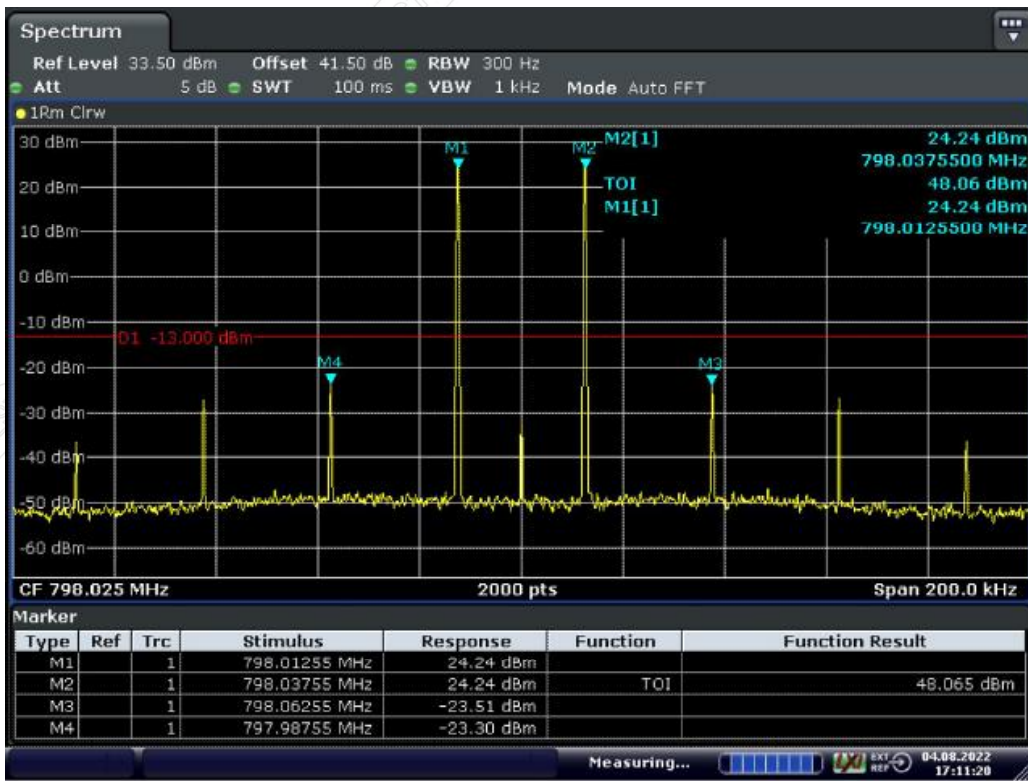 Spectrum
Ref Level 33.50 dBm Offset 41.50 dB RBW 300 Hz
Att 5 dB SWT 100 ms VBW 1 kHz Mode Auto FFT
1Rm Clrw
30 dBm
M1
M2
M2[1] 24.24 dBm
798.0375500 MHz
20 dBm
TOI 48.06 dBm
M1[1] 24.24 dBm
10 dBm
798.0125500 MHz
0 dBm
-10 dBm
D1 -13.000 dBm
-20 dBm
M4
M3
-30 dBm
-40 dBm
-50 dBm
-60 dBm
CF 798.025 MHz 2000 pts Span 200.0 kHz
Marker
Type Ref Trc Stimulus Response Function Function Result
M1 1 798.01255 MHz 24.24 dBm
M2 1 798.03755 MHz 24.24 dBm TOI 48.065 dBm
M3 1 798.06255 MHz -23.51 dBm
M4 1 797.98755 MHz -23.30 dBm
Measuring... LXI EXT REF 04.08.2022
17:11:20